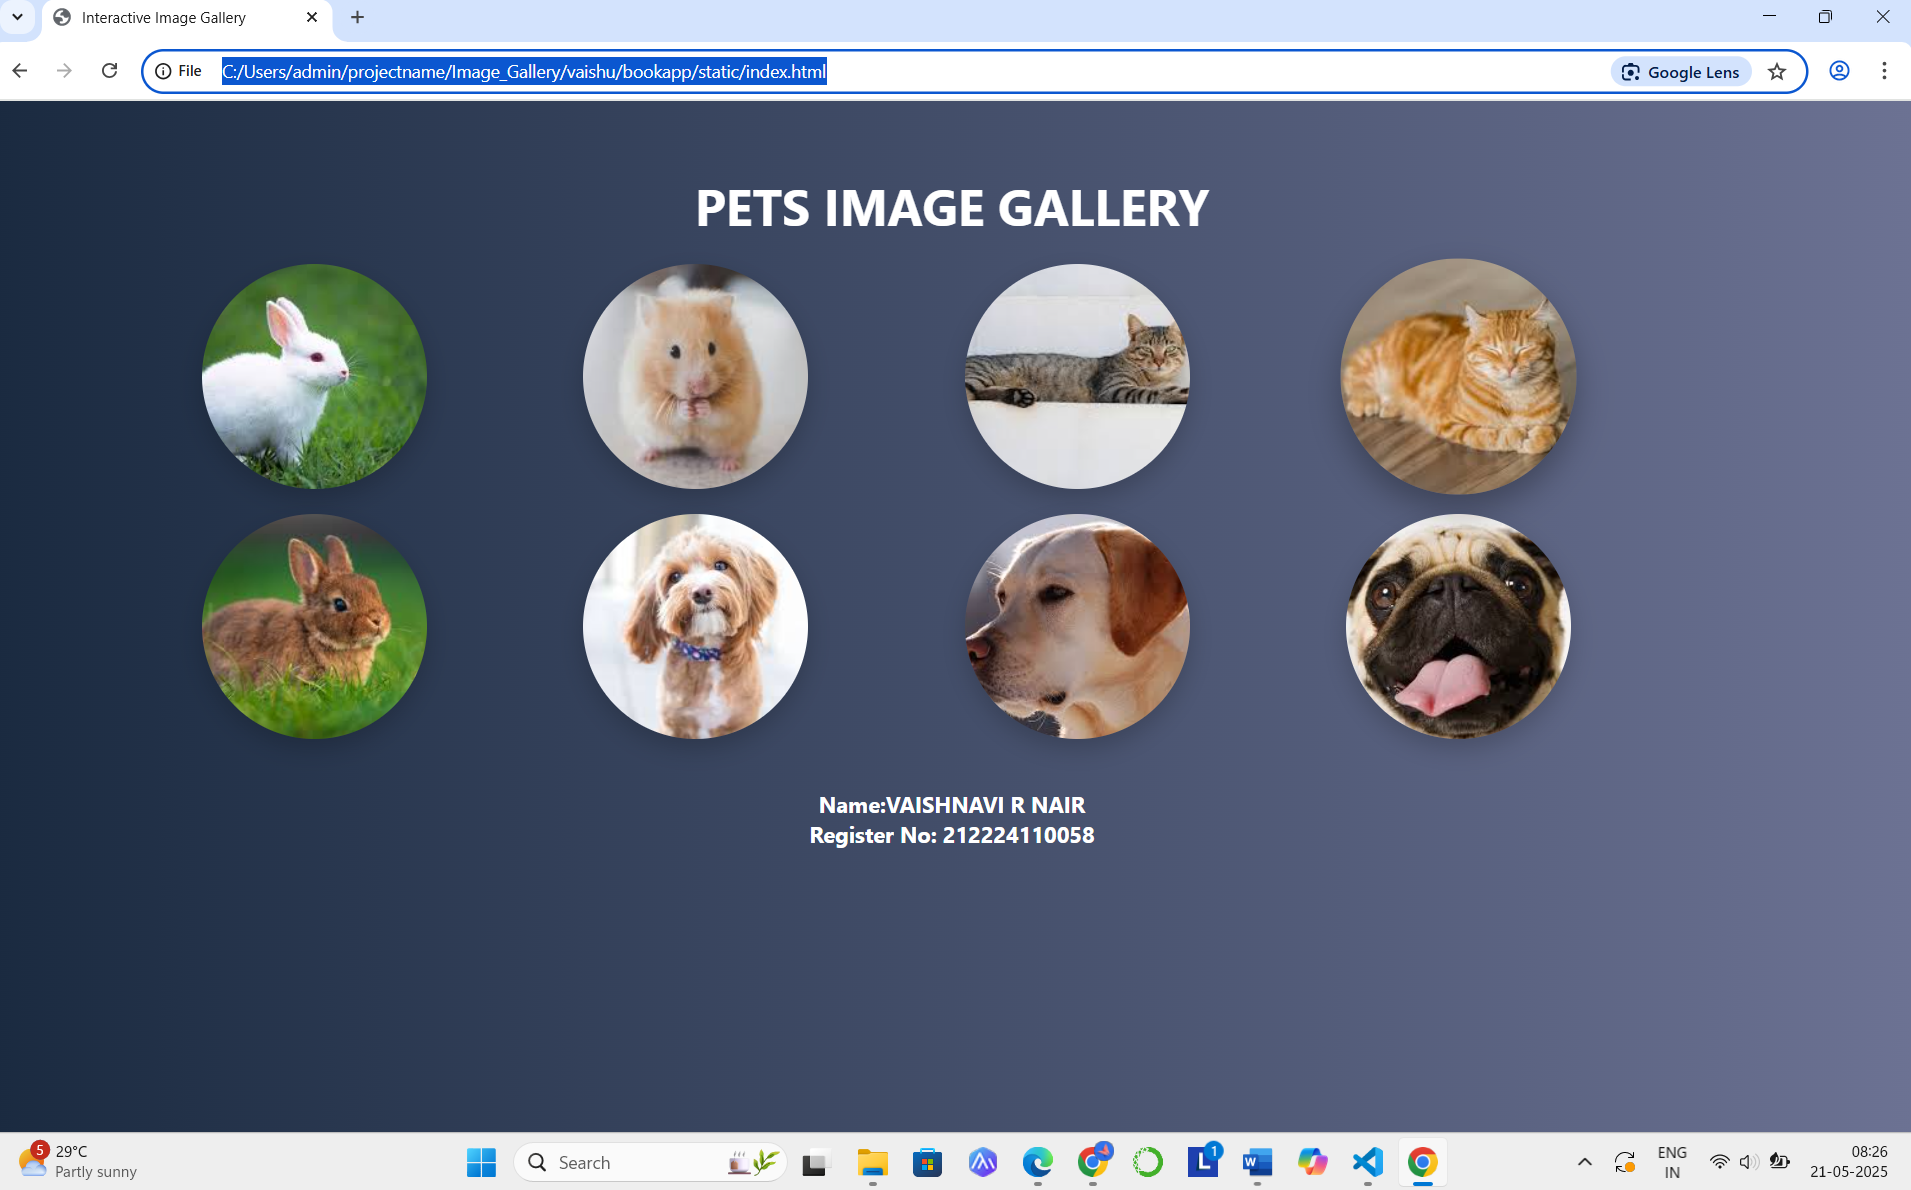 Interactive Image Gallery
File C:/Users/admin/projectname/Image_Gallery/vaishu/bookapp/static/index.html Google Lens
PETS IMAGE GALLERY
Name:VAISHNAVI R NAIR
Register No: 212224110058
5 29°C
Partly sunny
Search
L 1
W
ENG
IN
08:26
21-05-2025